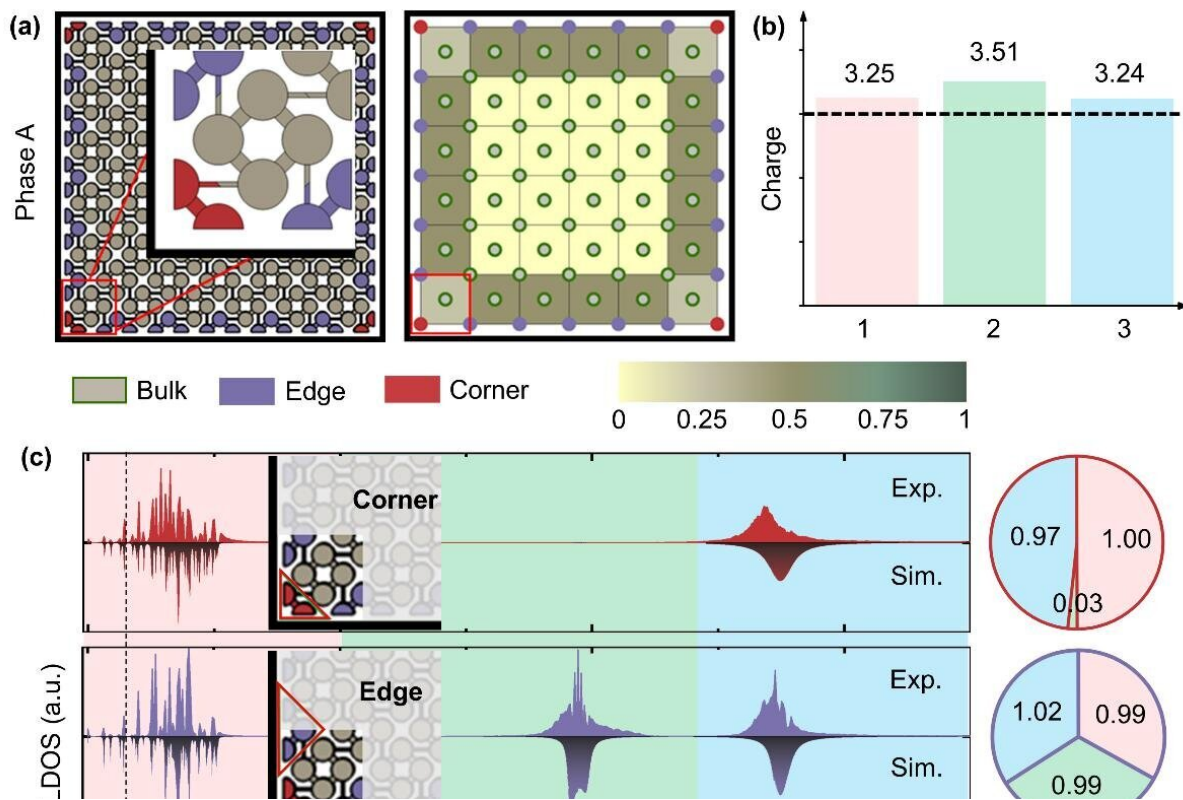 (a)
Phase A
(b)
3.25
3.51
3.24
Charge
1
2
3
Bulk
Edge
Corner
0
0.25
0.5
0.75
1
(c)
Corner
Exp.
Sim.
0.97
1.00
0.03
LDOS (a.u.)
Edge
Exp.
Sim.
1.02
0.99
0.99